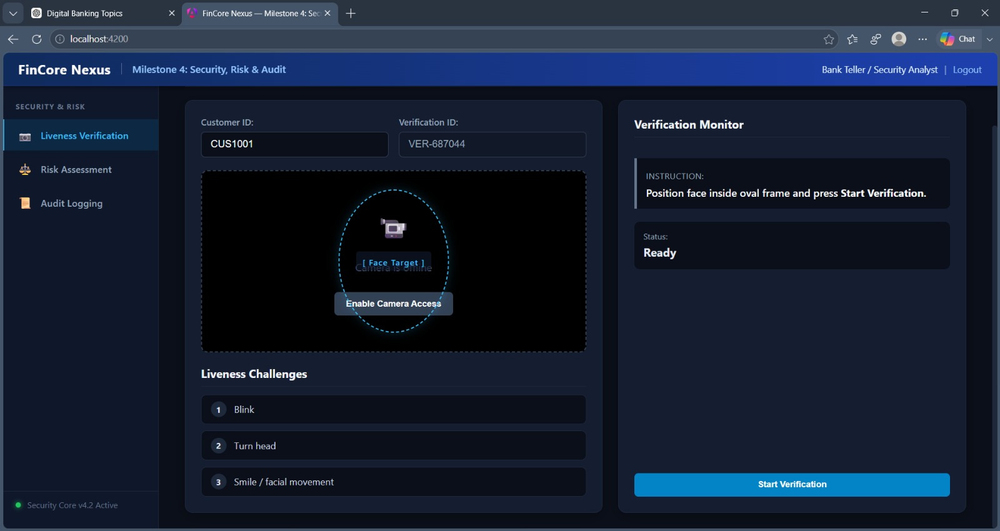 Digital Banking Topics
FinCore Nexus — Milestone 4: Sec
localhost:4200
Chat
FinCore Nexus
Milestone 4: Security, Risk & Audit
Bank Teller / Security Analyst | Logout
SECURITY & RISK
Liveness Verification
Risk Assessment
Audit Logging
Security Core v4.2 Active
Customer ID:
CUS1001
Verification ID:
VER-687044
[ Face Target ]
Camera is offline
Enable Camera Access
Liveness Challenges
1 Blink
2 Turn head
3 Smile / facial movement
Verification Monitor
INSTRUCTION:
Position face inside oval frame and press Start Verification.
Status:
Ready
Start Verification